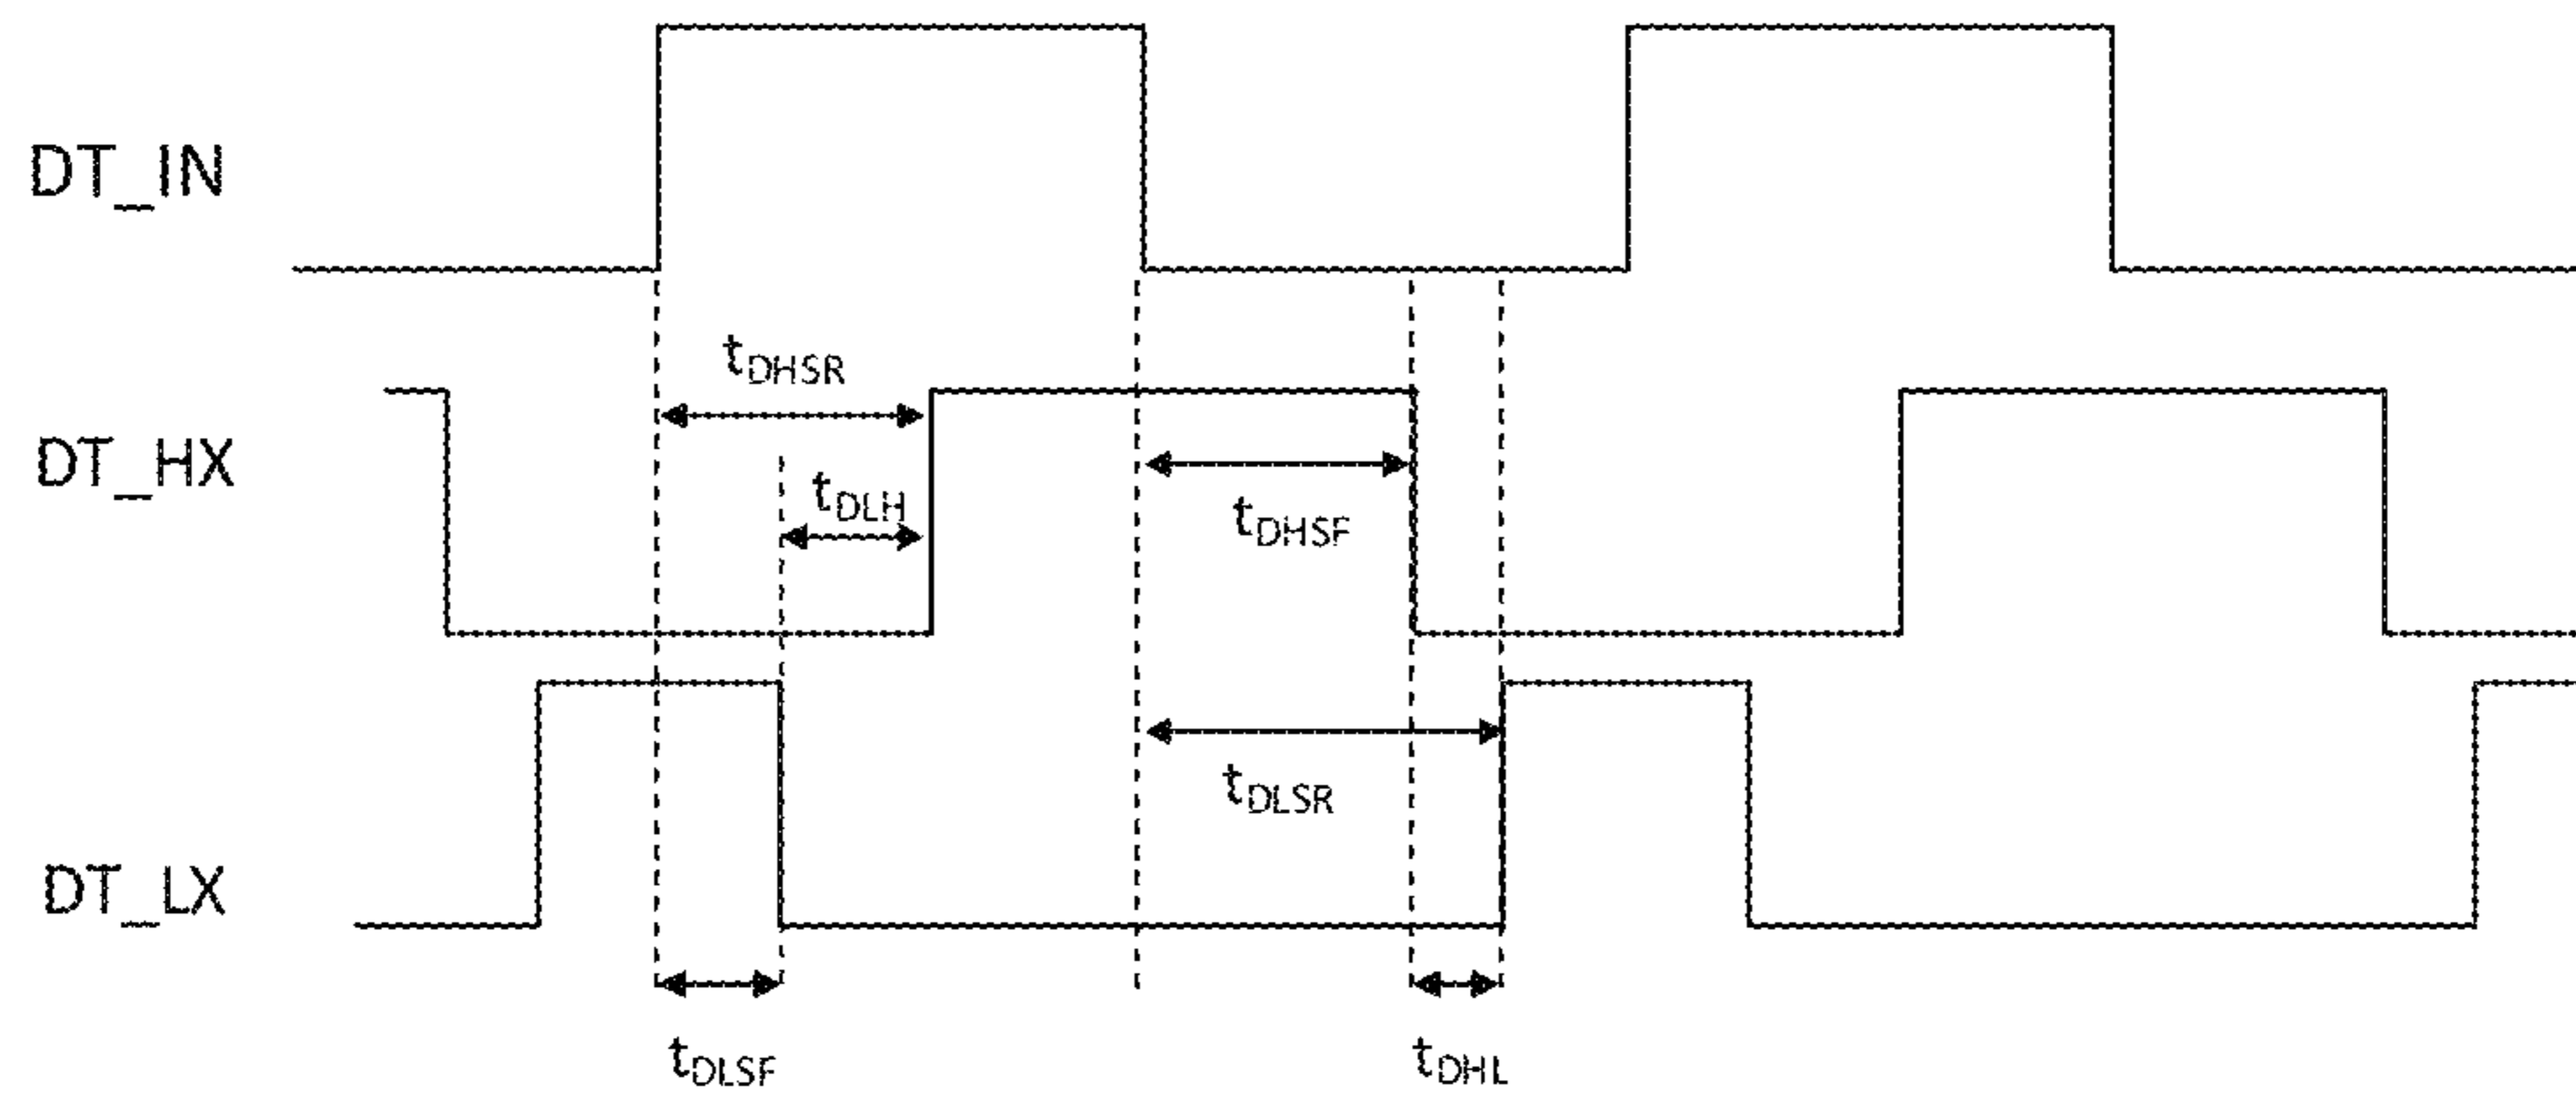 DT_IN
tDHSR
DT_HX
tDLH
tDHSF
tDLSR
DT_LX
tDLSF
tDHL